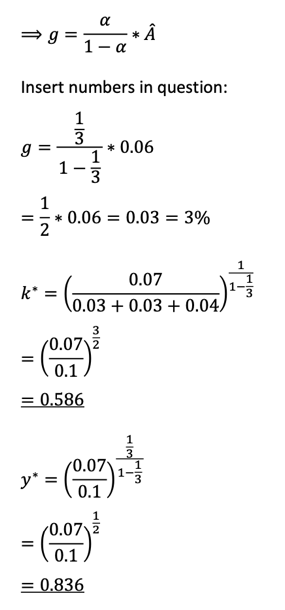 ⟹ g = α / (1 − α) * Â
Insert numbers in question:
g = (1/3) / (1 − 1/3) * 0.06
= 1/2 * 0.06 = 0.03 = 3%
k* = (0.07 / (0.03 + 0.03 + 0.04))^(1/(1−1/3))
= (0.07/0.1)^(3/2)
= 0.586
y* = (0.07/0.1)^((1/3)/(1−1/3))
= (0.07/0.1)^(1/2)
= 0.836